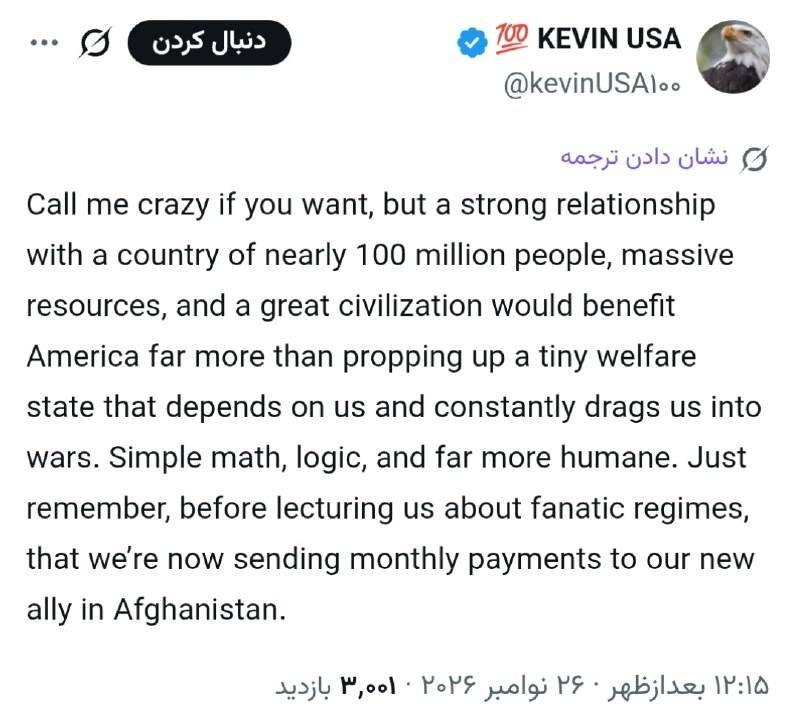 دنبال کردن
KEVIN USA 💯
@kevinUSA۱۰۰
نشان دادن ترجمه
Call me crazy if you want, but a strong relationship
with a country of nearly 100 million people, massive
resources, and a great civilization would benefit
America far more than propping up a tiny welfare
state that depends on us and constantly drags us into
wars. Simple math, logic, and far more humane. Just
remember, before lecturing us about fanatic regimes,
that we’re now sending monthly payments to our new
ally in Afghanistan.
۱۲:۱۵ بعدازظهر · ۲۶ نوامبر ۲۰۲۶ · ۳,۰۰۱ بازدید